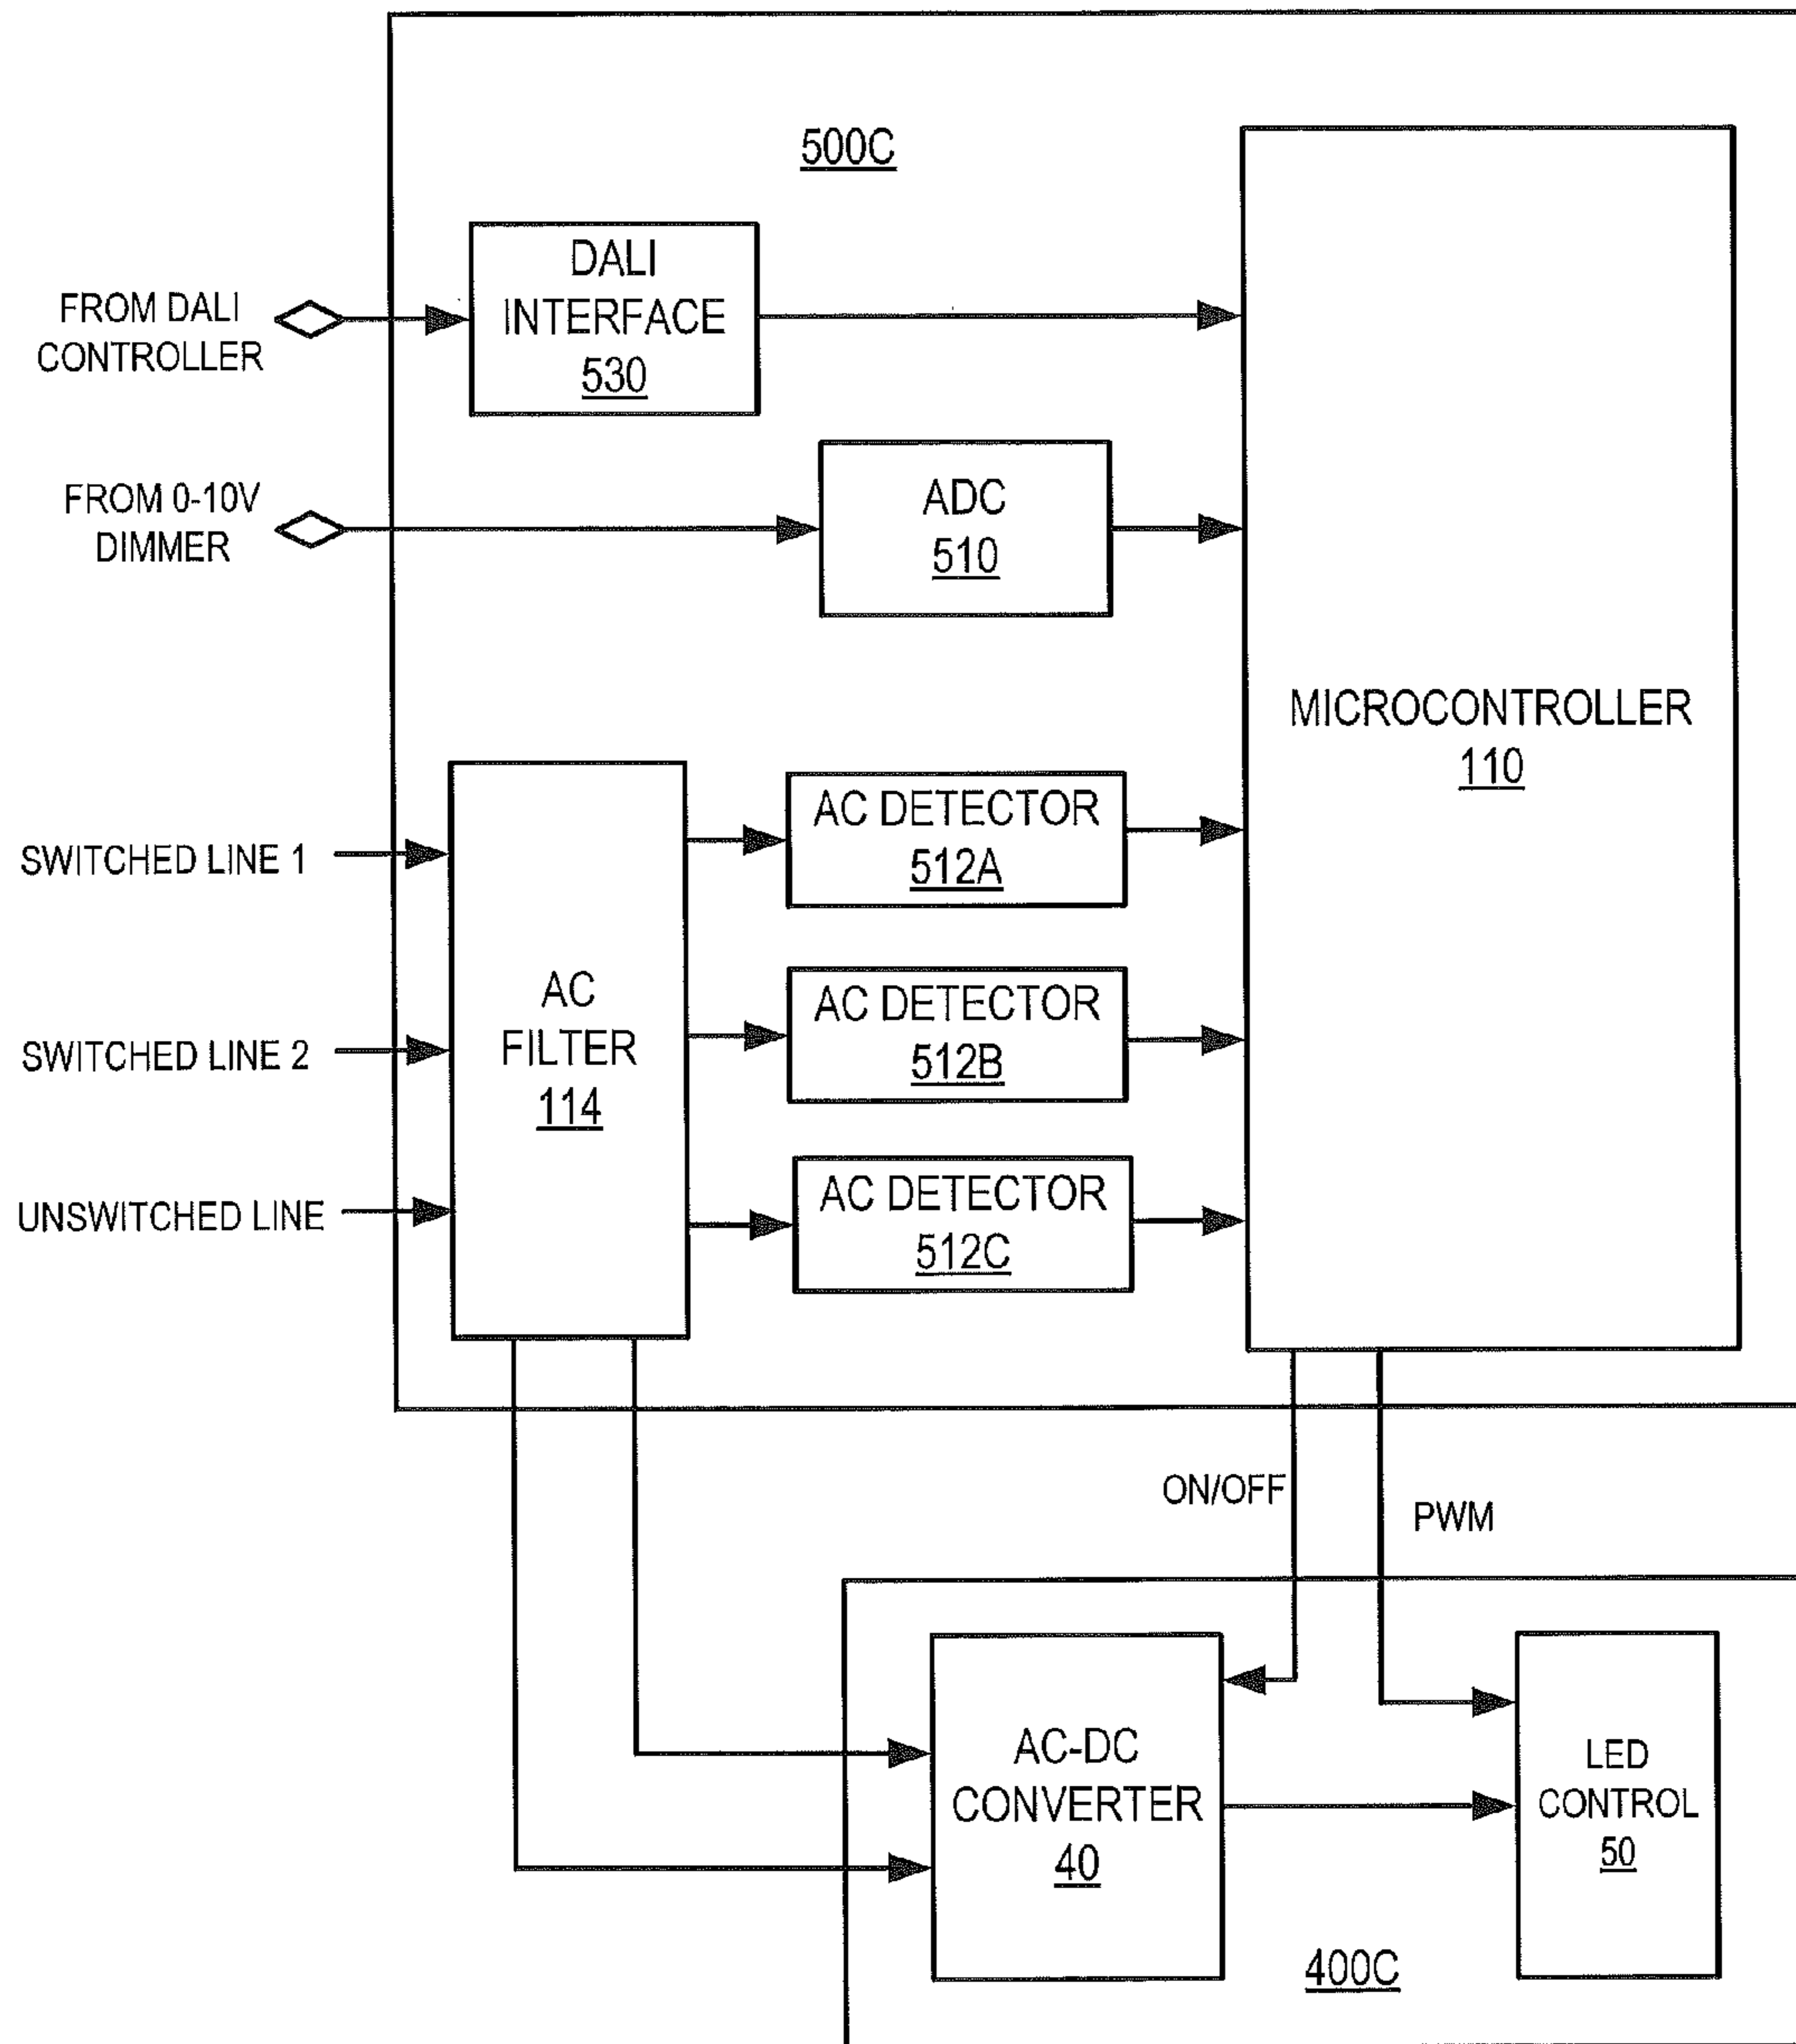 500C
DALI
INTERFACE
530
FROM DALI
CONTROLLER
ADC
510
FROM 0-10V
DIMMER
MICROCONTROLLER
110
AC DETECTOR
512A
SWITCHED LINE 1
AC
FILTER
114
AC DETECTOR
512B
SWITCHED LINE 2
AC DETECTOR
512C
UNSWITCHED LINE
ON/OFF
PWM
AC-DC
CONVERTER
40
LED
CONTROL
50
400C